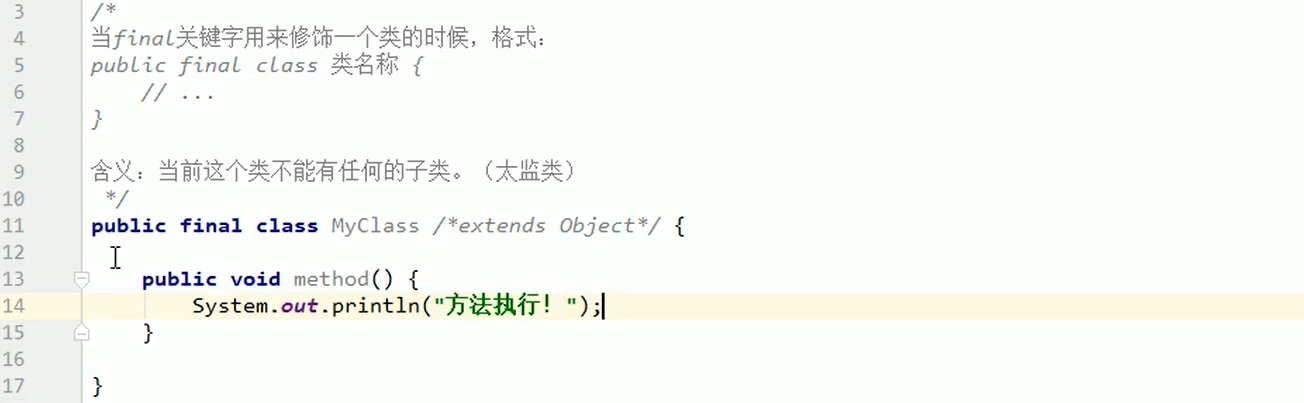 3 /*
4 当final关键字用来修饰一个类的时候，格式：
5 public final class 类名称 {
6     // ...
7 }
8
9 含义：当前这个类不能有任何的子类。（太监类）
10  */
11 public final class MyClass /*extends Object*/ {
12
13     public void method() {
14         System.out.println("方法执行！");
15     }
16
17 }